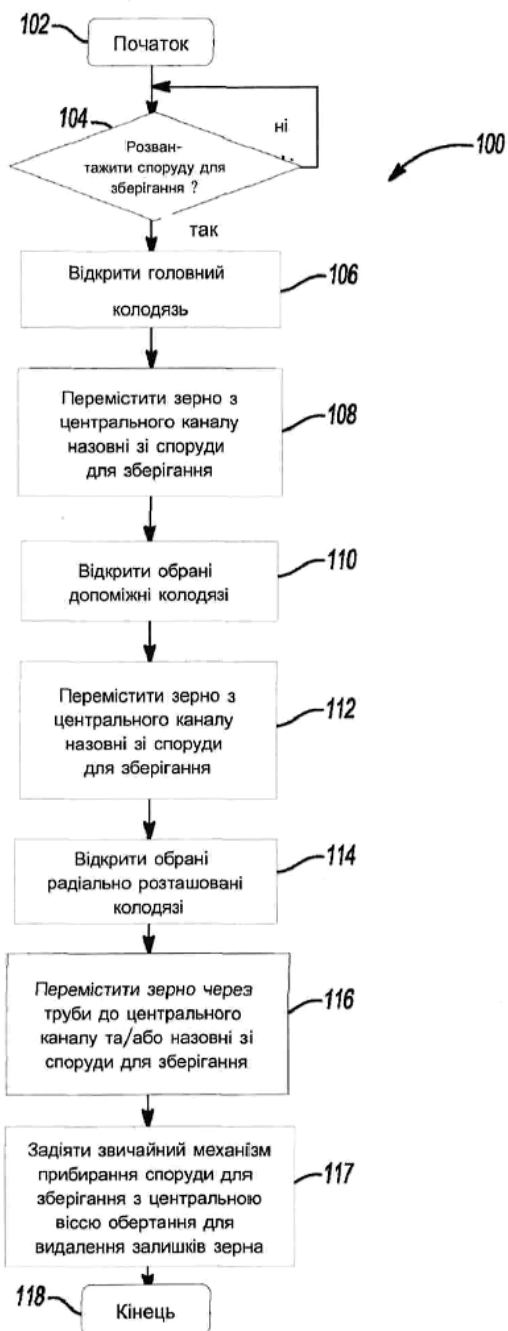 102
Початок
104
ні
Розван-
тажити споруду для
зберігання ?
100
так
Відкрити головний
колодязь
106
Перемістити зерно з
центрального каналу
назовні зі споруди
для зберігання
108
Відкрити обрані
допоміжні колодязі
110
Перемістити зерно з
центрального каналу
назовні зі споруди
для зберігання
112
Відкрити обрані
радіально розташовані
колодязі
114
Перемістити зерно через
труби до центрального
каналу та/або назовні зі
споруди для зберігання
116
Задіяти звичайний механізм
прибирання споруди для
зберігання з центральною
віссю обертання для
видалення залишків зерна
117
118
Кінець